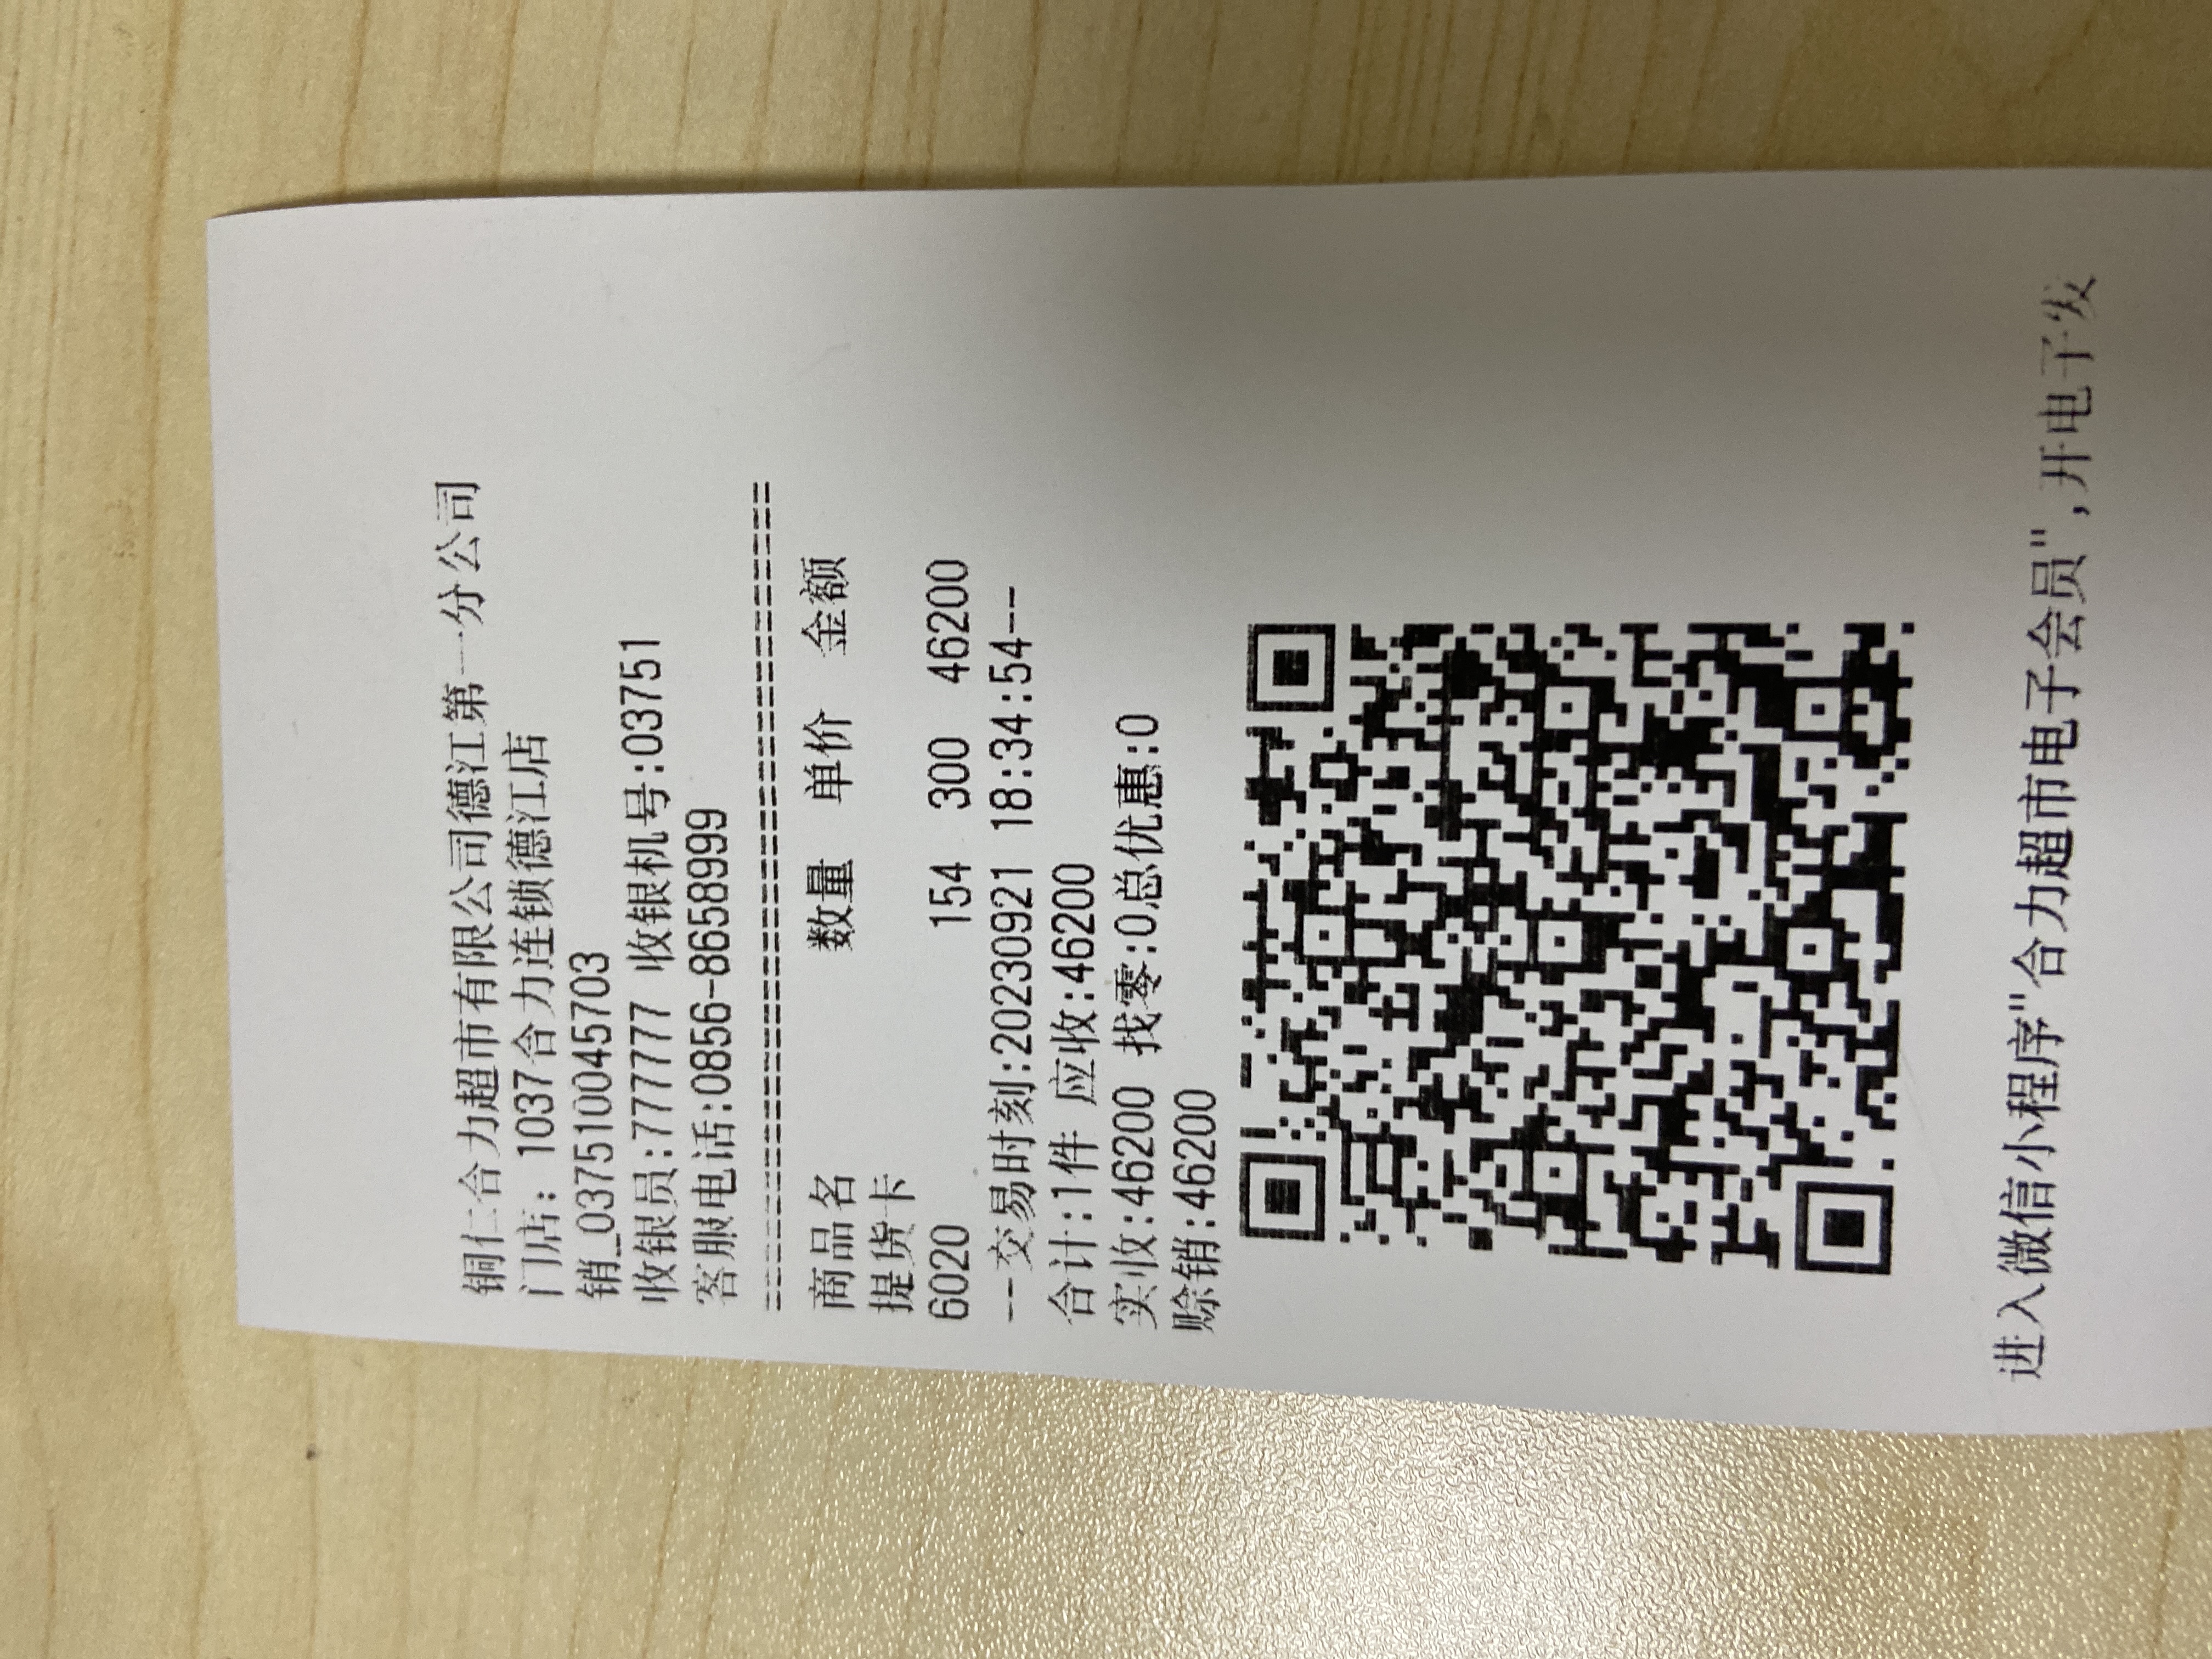 铜仁合力超市有限公司德江第一分公司
门店: 1037合力连锁德江店
销_037510045703
收银员:777777 收银机号:03751
客服电话:0856-8658999
================================================
商品名 数量 单价 金额
提货卡
6020 154 300 46200
--交易时刻:20230921 18:34:54--
合计:1件 应收:46200
实收:46200 找零:0总优惠:0
赊销:46200
进入微信小程序"合力超市电子会员",开电子发